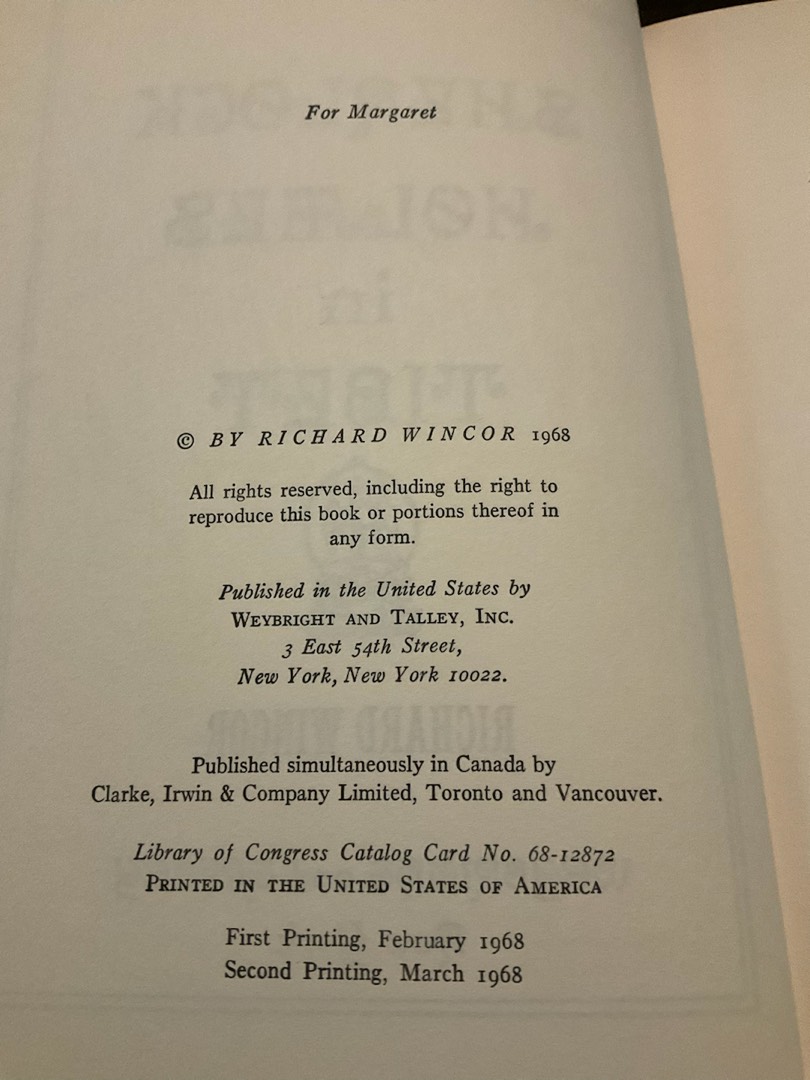 For Margaret
© BY RICHARD WINCOR 1968
All rights reserved, including the right to
reproduce this book or portions thereof in
any form.
Published in the United States by
WEYBRIGHT AND TALLEY, INC.
3 East 54th Street,
New York, New York 10022.
Published simultaneously in Canada by
Clarke, Irwin & Company Limited, Toronto and Vancouver.
Library of Congress Catalog Card No. 68-12872
PRINTED IN THE UNITED STATES OF AMERICA
First Printing, February 1968
Second Printing, March 1968